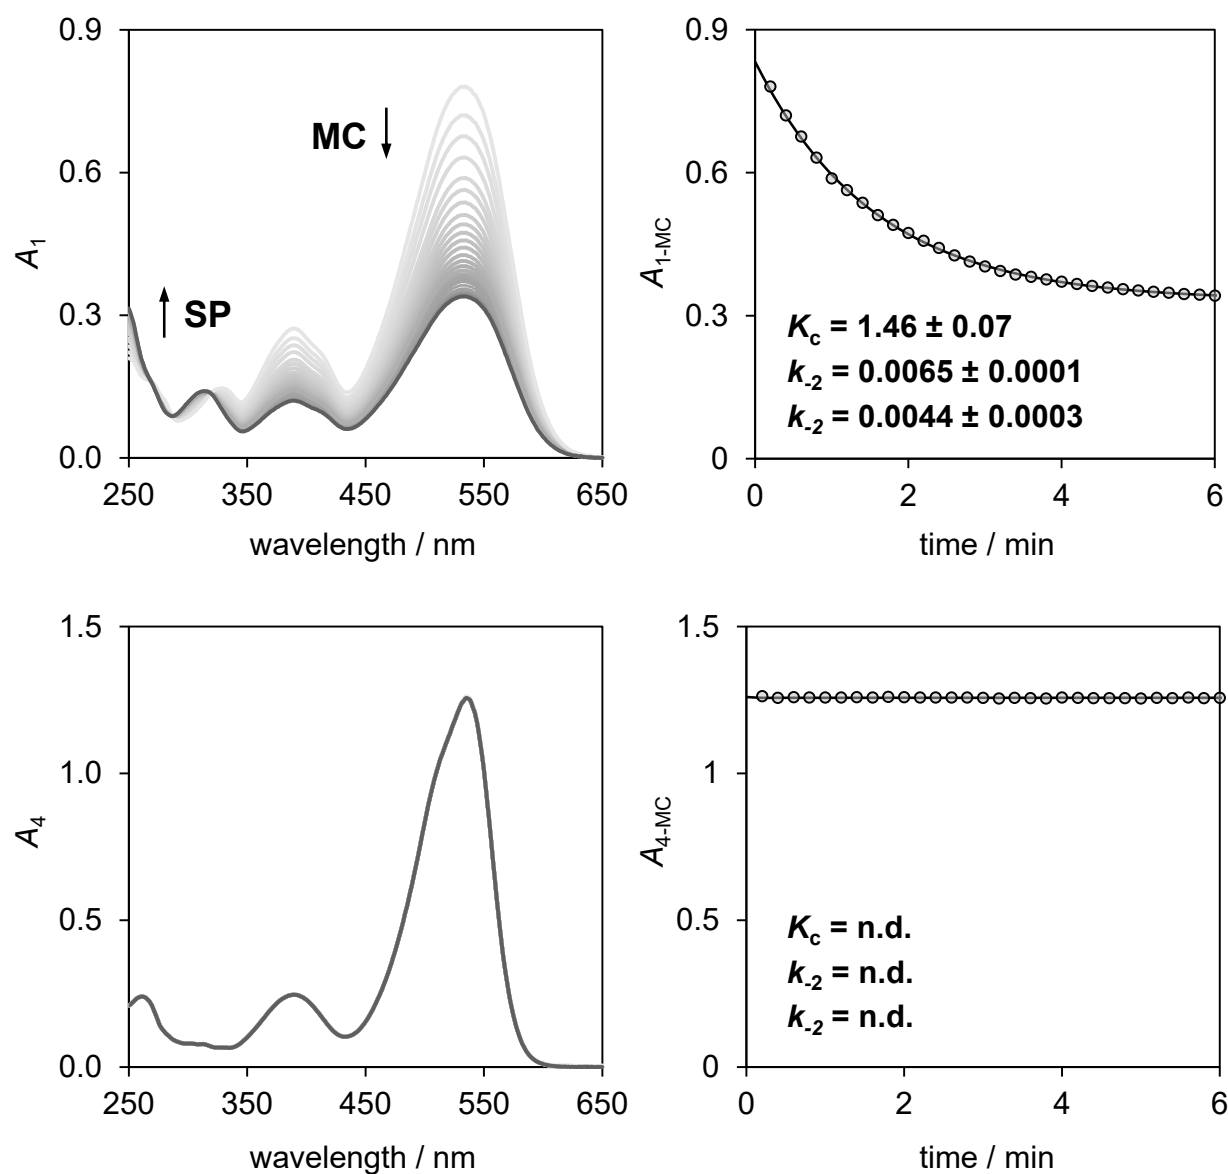 0.9
0.6
0.3
0.0
A1
MC ↓
↑ SP
250 350 450 550 650
wavelength / nm
0.9
0.6
0.3
0
A1-MC
Kc = 1.46 ± 0.07
k-2 = 0.0065 ± 0.0001
k-2 = 0.0044 ± 0.0003
0 2 4 6
time / min
1.5
1.0
0.5
0.0
A4
250 350 450 550 650
wavelength / nm
1.5
1
0.5
0
A4-MC
Kc = n.d.
k-2 = n.d.
k-2 = n.d.
0 2 4 6
time / min